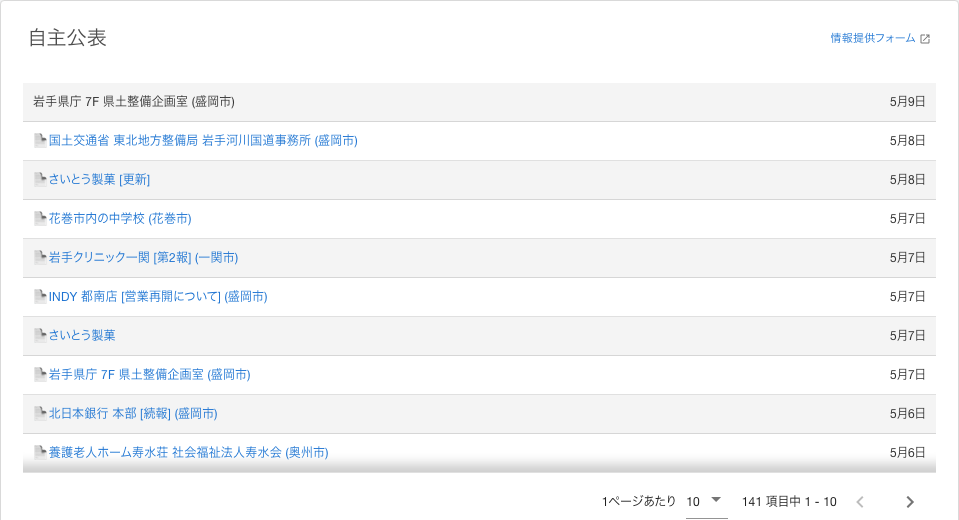 自主公表
情報提供フォーム
岩手県庁 7F 県土整備企画室 (盛岡市) 5月9日
国土交通省 東北地方整備局 岩手河川国道事務所 (盛岡市) 5月8日
さいとう製菓 [更新] 5月8日
花巻市内の中学校 (花巻市) 5月7日
岩手クリニック一関 [第2報] (一関市) 5月7日
INDY 都南店 [営業再開について] (盛岡市) 5月7日
さいとう製菓 5月7日
岩手県庁 7F 県土整備企画室 (盛岡市) 5月7日
北日本銀行 本部 [続報] (盛岡市) 5月6日
養護老人ホーム寿水荘 社会福祉法人寿水会 (奥州市) 5月6日
1ページあたり 10 141 項目中 1 - 10